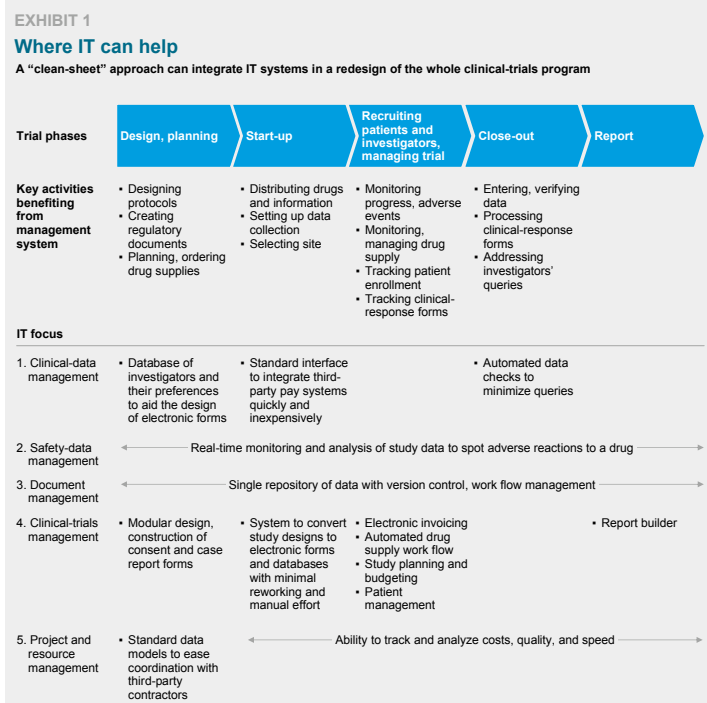 EXHIBIT 1
Where IT can help
A “clean-sheet” approach can integrate IT systems in a redesign of the whole clinical-trials program
Trial phases
Design, planning
Start-up
Recruiting
patients and
investigators,
managing trial
Close-out
Report
Key activities
benefiting
from
management
system
▪ Designing
protocols
▪ Creating
regulatory
documents
▪ Planning, ordering
drug supplies
▪ Distributing drugs
and information
▪ Setting up data
collection
▪ Selecting site
▪ Monitoring
progress, adverse
events
▪ Monitoring,
managing drug
supply
▪ Tracking patient
enrollment
▪ Tracking clinical-
response forms
▪ Entering, verifying
data
▪ Processing
clinical-response
forms
▪ Addressing
investigators’
queries
IT focus
1. Clinical-data
management
▪ Database of
investigators and
their preferences
to aid the design
of electronic forms
▪ Standard interface
to integrate third-
party pay systems
quickly and
inexpensively
▪ Automated data
checks to
minimize queries
2. Safety-data
management
Real-time monitoring and analysis of study data to spot adverse reactions to a drug
3. Document
management
Single repository of data with version control, work flow management
4. Clinical-trials
management
▪ Modular design,
construction of
consent and case
report forms
▪ System to convert
study designs to
electronic forms
and databases
with minimal
reworking and
manual effort
▪ Electronic invoicing
▪ Automated drug
supply work flow
▪ Study planning and
budgeting
▪ Patient
management
▪ Report builder
5. Project and
resource
management
▪ Standard data
models to ease
coordination with
third-party
contractors
Ability to track and analyze costs, quality, and speed